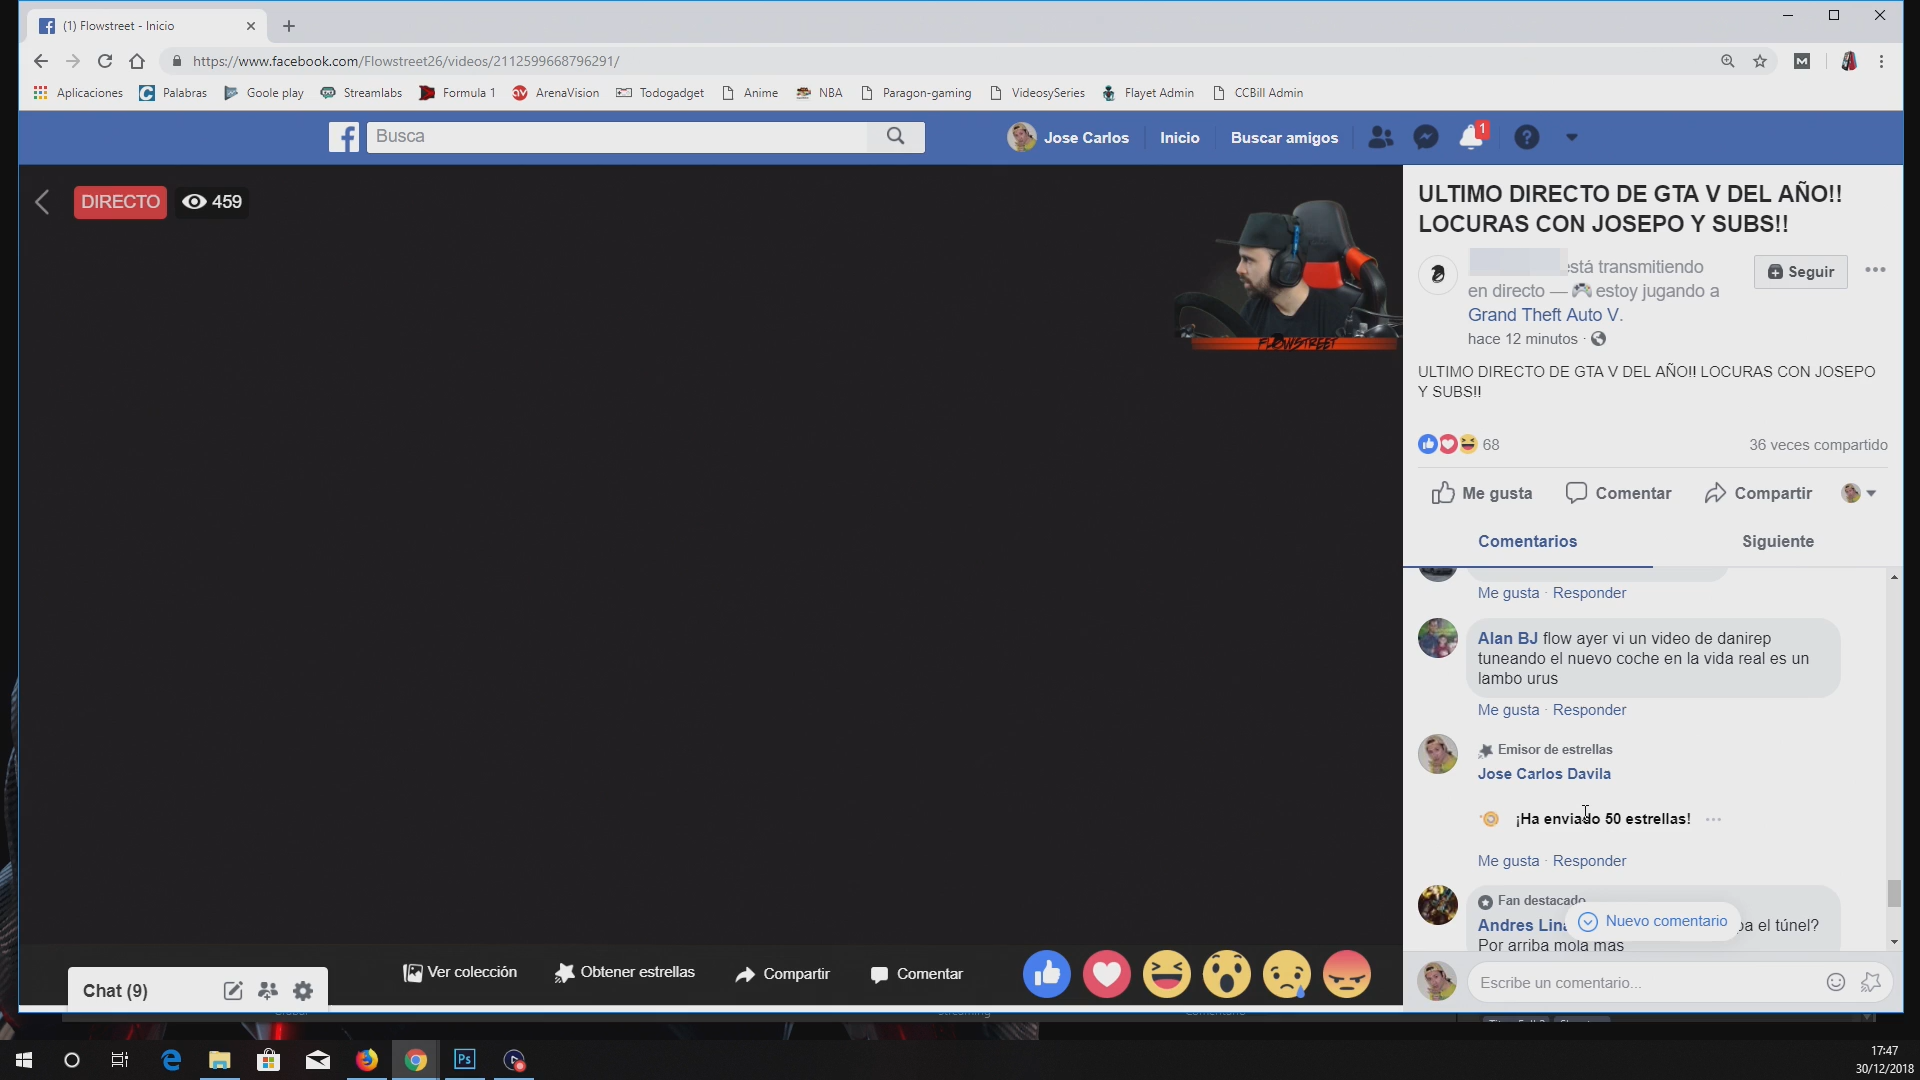 (1) Flowstreet - Inicio
https://www.facebook.com/Flowstreet26/videos/2112599668796291/
Aplicaciones Palabras Goole play Streamlabs Formula 1 ArenaVision Todogadget Anime NBA Paragon-gaming VideosySeries Flayet Admin CCBill Admin
Busca
Jose Carlos Inicio Buscar amigos 1
DIRECTO 459
FLOWSTREET
ULTIMO DIRECTO DE GTA V DEL AÑO!!
LOCURAS CON JOSEPO Y SUBS!!
está transmitiendo
en directo — 🎮 estoy jugando a
Grand Theft Auto V.
hace 12 minutos ·
Seguir
ULTIMO DIRECTO DE GTA V DEL AÑO!! LOCURAS CON JOSEPO
Y SUBS!!
68 36 veces compartido
Me gusta Comentar Compartir
Comentarios Siguiente
Me gusta · Responder
Alan BJ flow ayer vi un video de danirep
tuneando el nuevo coche en la vida real es un
lambo urus
Me gusta · Responder
Emisor de estrellas
Jose Carlos Davila
¡Ha enviado 50 estrellas!
Me gusta · Responder
Fan destacado
Andres Lin
Nuevo comentario
pa el túnel?
Por arriba mola mas
Escribe un comentario...
Ver colección Obtener estrellas Compartir Comentar
Chat (9)
Ps
17:47
30/12/2018